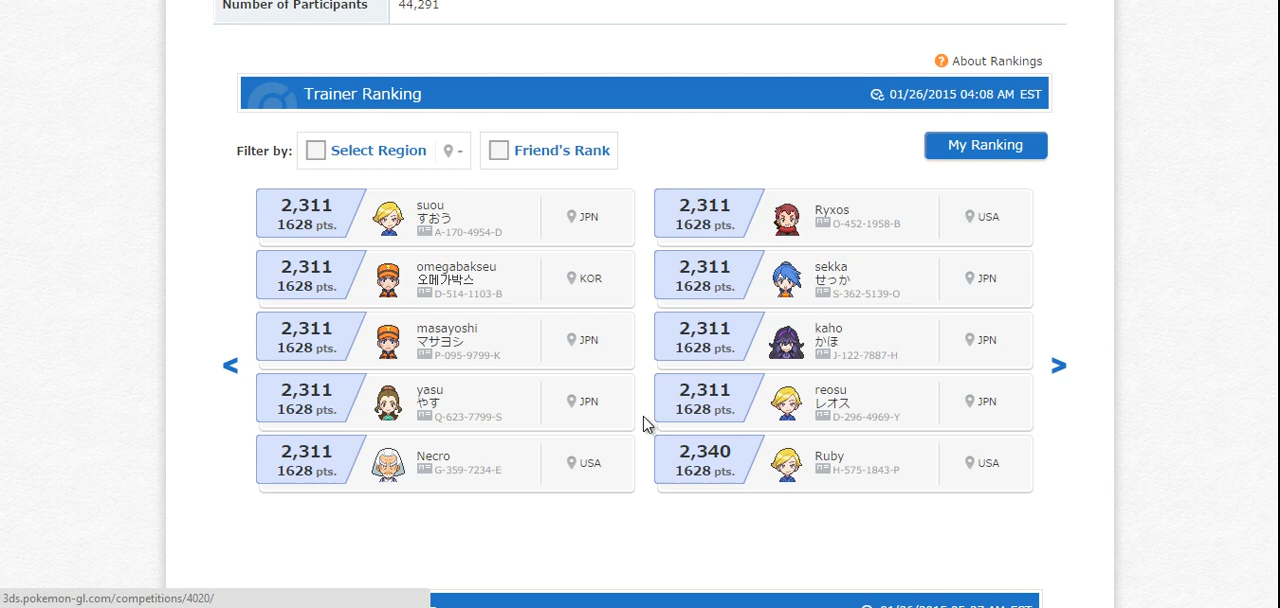 Number of Participants 44,291
About Rankings
Trainer Ranking 01/26/2015 04:08 AM EST
Filter by: Select Region - Friend's Rank My Ranking
2,311
1628 pts.
suou
すおう
A-170-4954-D
JPN
2,311
1628 pts.
Ryxos
O-452-1958-B
USA
2,311
1628 pts.
omegabakseu
오메가박스
D-514-1103-B
KOR
2,311
1628 pts.
sekka
せっか
S-362-5139-O
JPN
2,311
1628 pts.
masayoshi
マサヨシ
P-095-9799-K
JPN
2,311
1628 pts.
kaho
かほ
J-122-7887-H
JPN
2,311
1628 pts.
yasu
やす
Q-623-7799-S
JPN
2,311
1628 pts.
reosu
レオス
D-296-4969-Y
JPN
2,311
1628 pts.
Necro
G-359-7234-E
USA
2,340
1628 pts.
Ruby
H-575-1843-P
USA
3ds.pokemon-gl.com/competitions/4020/